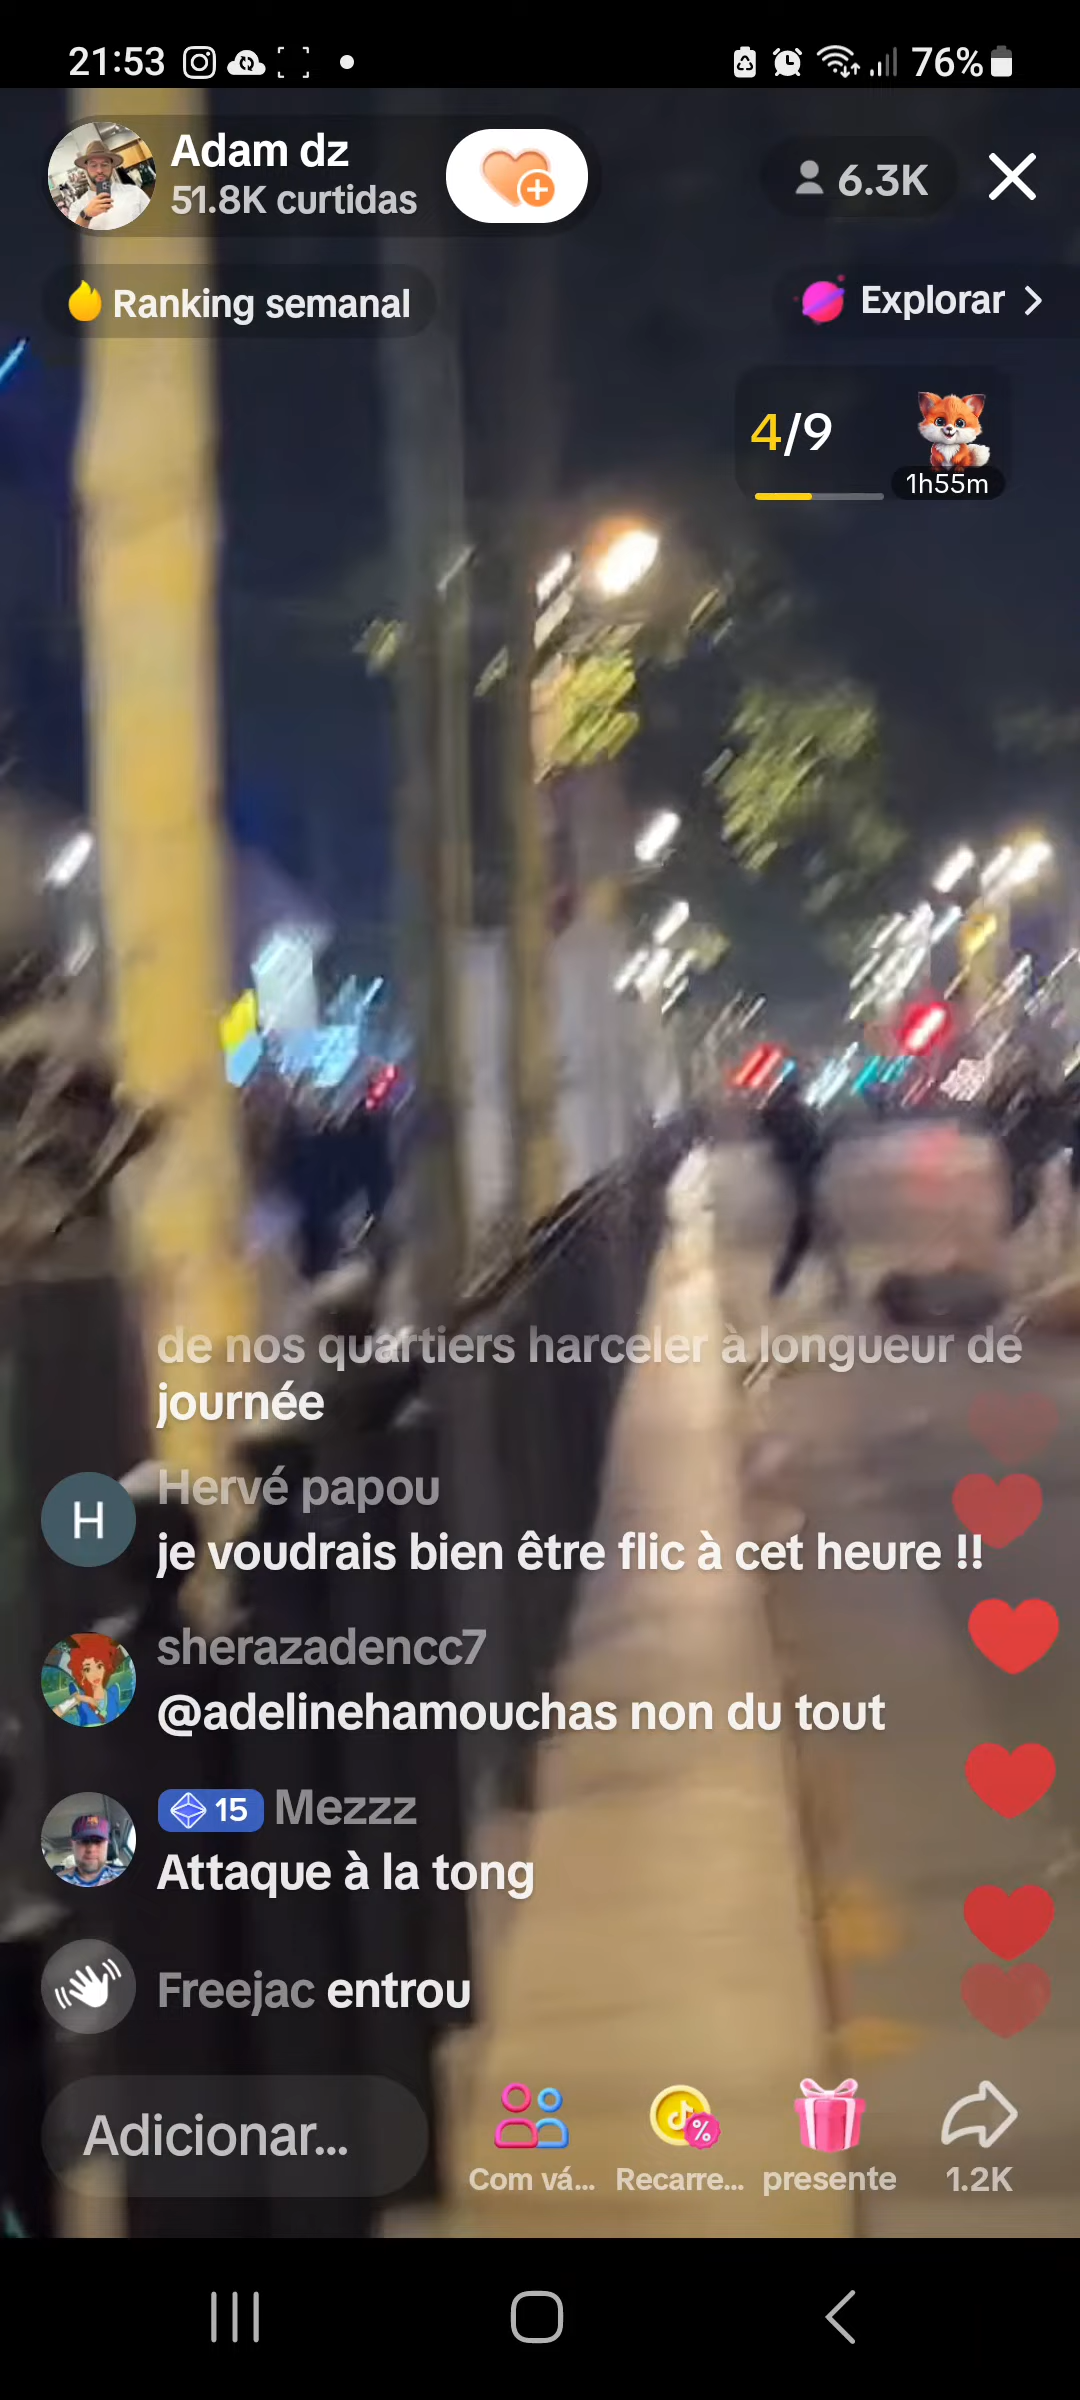 21:53
76%
Adam dz
51.8K curtidas
6.3K
Ranking semanal
Explorar
4/9
1h55m
de nos quartiers harceler à longueur de
journée
H
Hervé papou
je voudrais bien être flic à cet heure !!
sherazadencc7
@adelinehamouchas non du tout
15 Mezzz
Attaque à la tong
Freejac entrou
Adicionar...
Com vá...
Recarre...
presente
1.2K